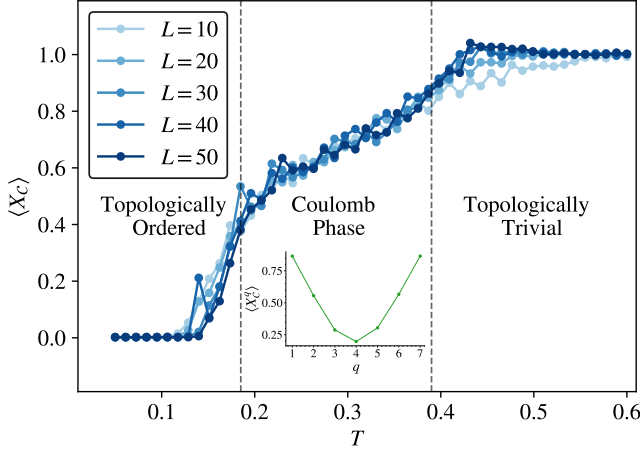 L = 10
L = 20
L = 30
L = 40
L = 50
1.0
0.8
0.6
0.4
0.2
0.0
⟨X_C⟩
Topologically
Ordered
Coulomb
Phase
Topologically
Trivial
0.75
0.50
0.25
⟨X_C^q⟩
1 2 3 4 5 6 7
q
0.1 0.2 0.3 0.4 0.5 0.6
T